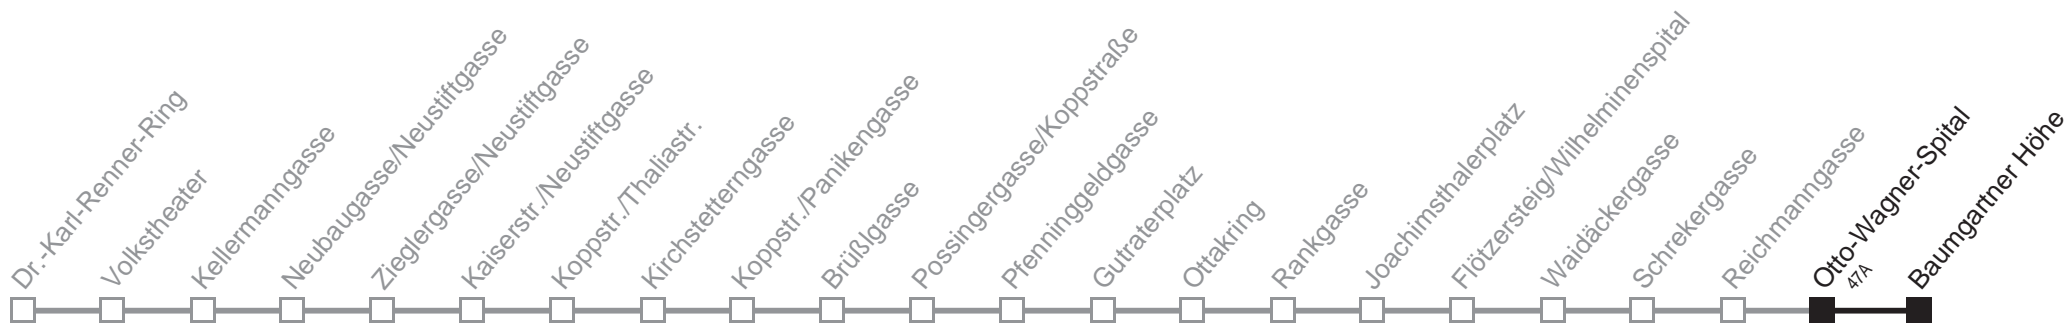 Dr.-Karl-Renner-Ring
Volkstheater
Kellermanngasse
Neubaugasse/Neustiftgasse
Zieglergasse/Neustiftgasse
Kaiserstr./Neustiftgasse
Koppstr./Thaliastr.
Kirchstetterngasse
Koppstr./Panikengasse
Brüßlgasse
Possingergasse/Koppstraße
Pfenninggeldgasse
Gutraterplatz
Ottakring
Rankgasse
Joachimsthalerplatz
Flötzersteig/Wilhelminenspital
Waidäckergasse
Schrekergasse
Reichmanngasse
Otto-Wagner-Spital
47A
Baumgartner Höhe